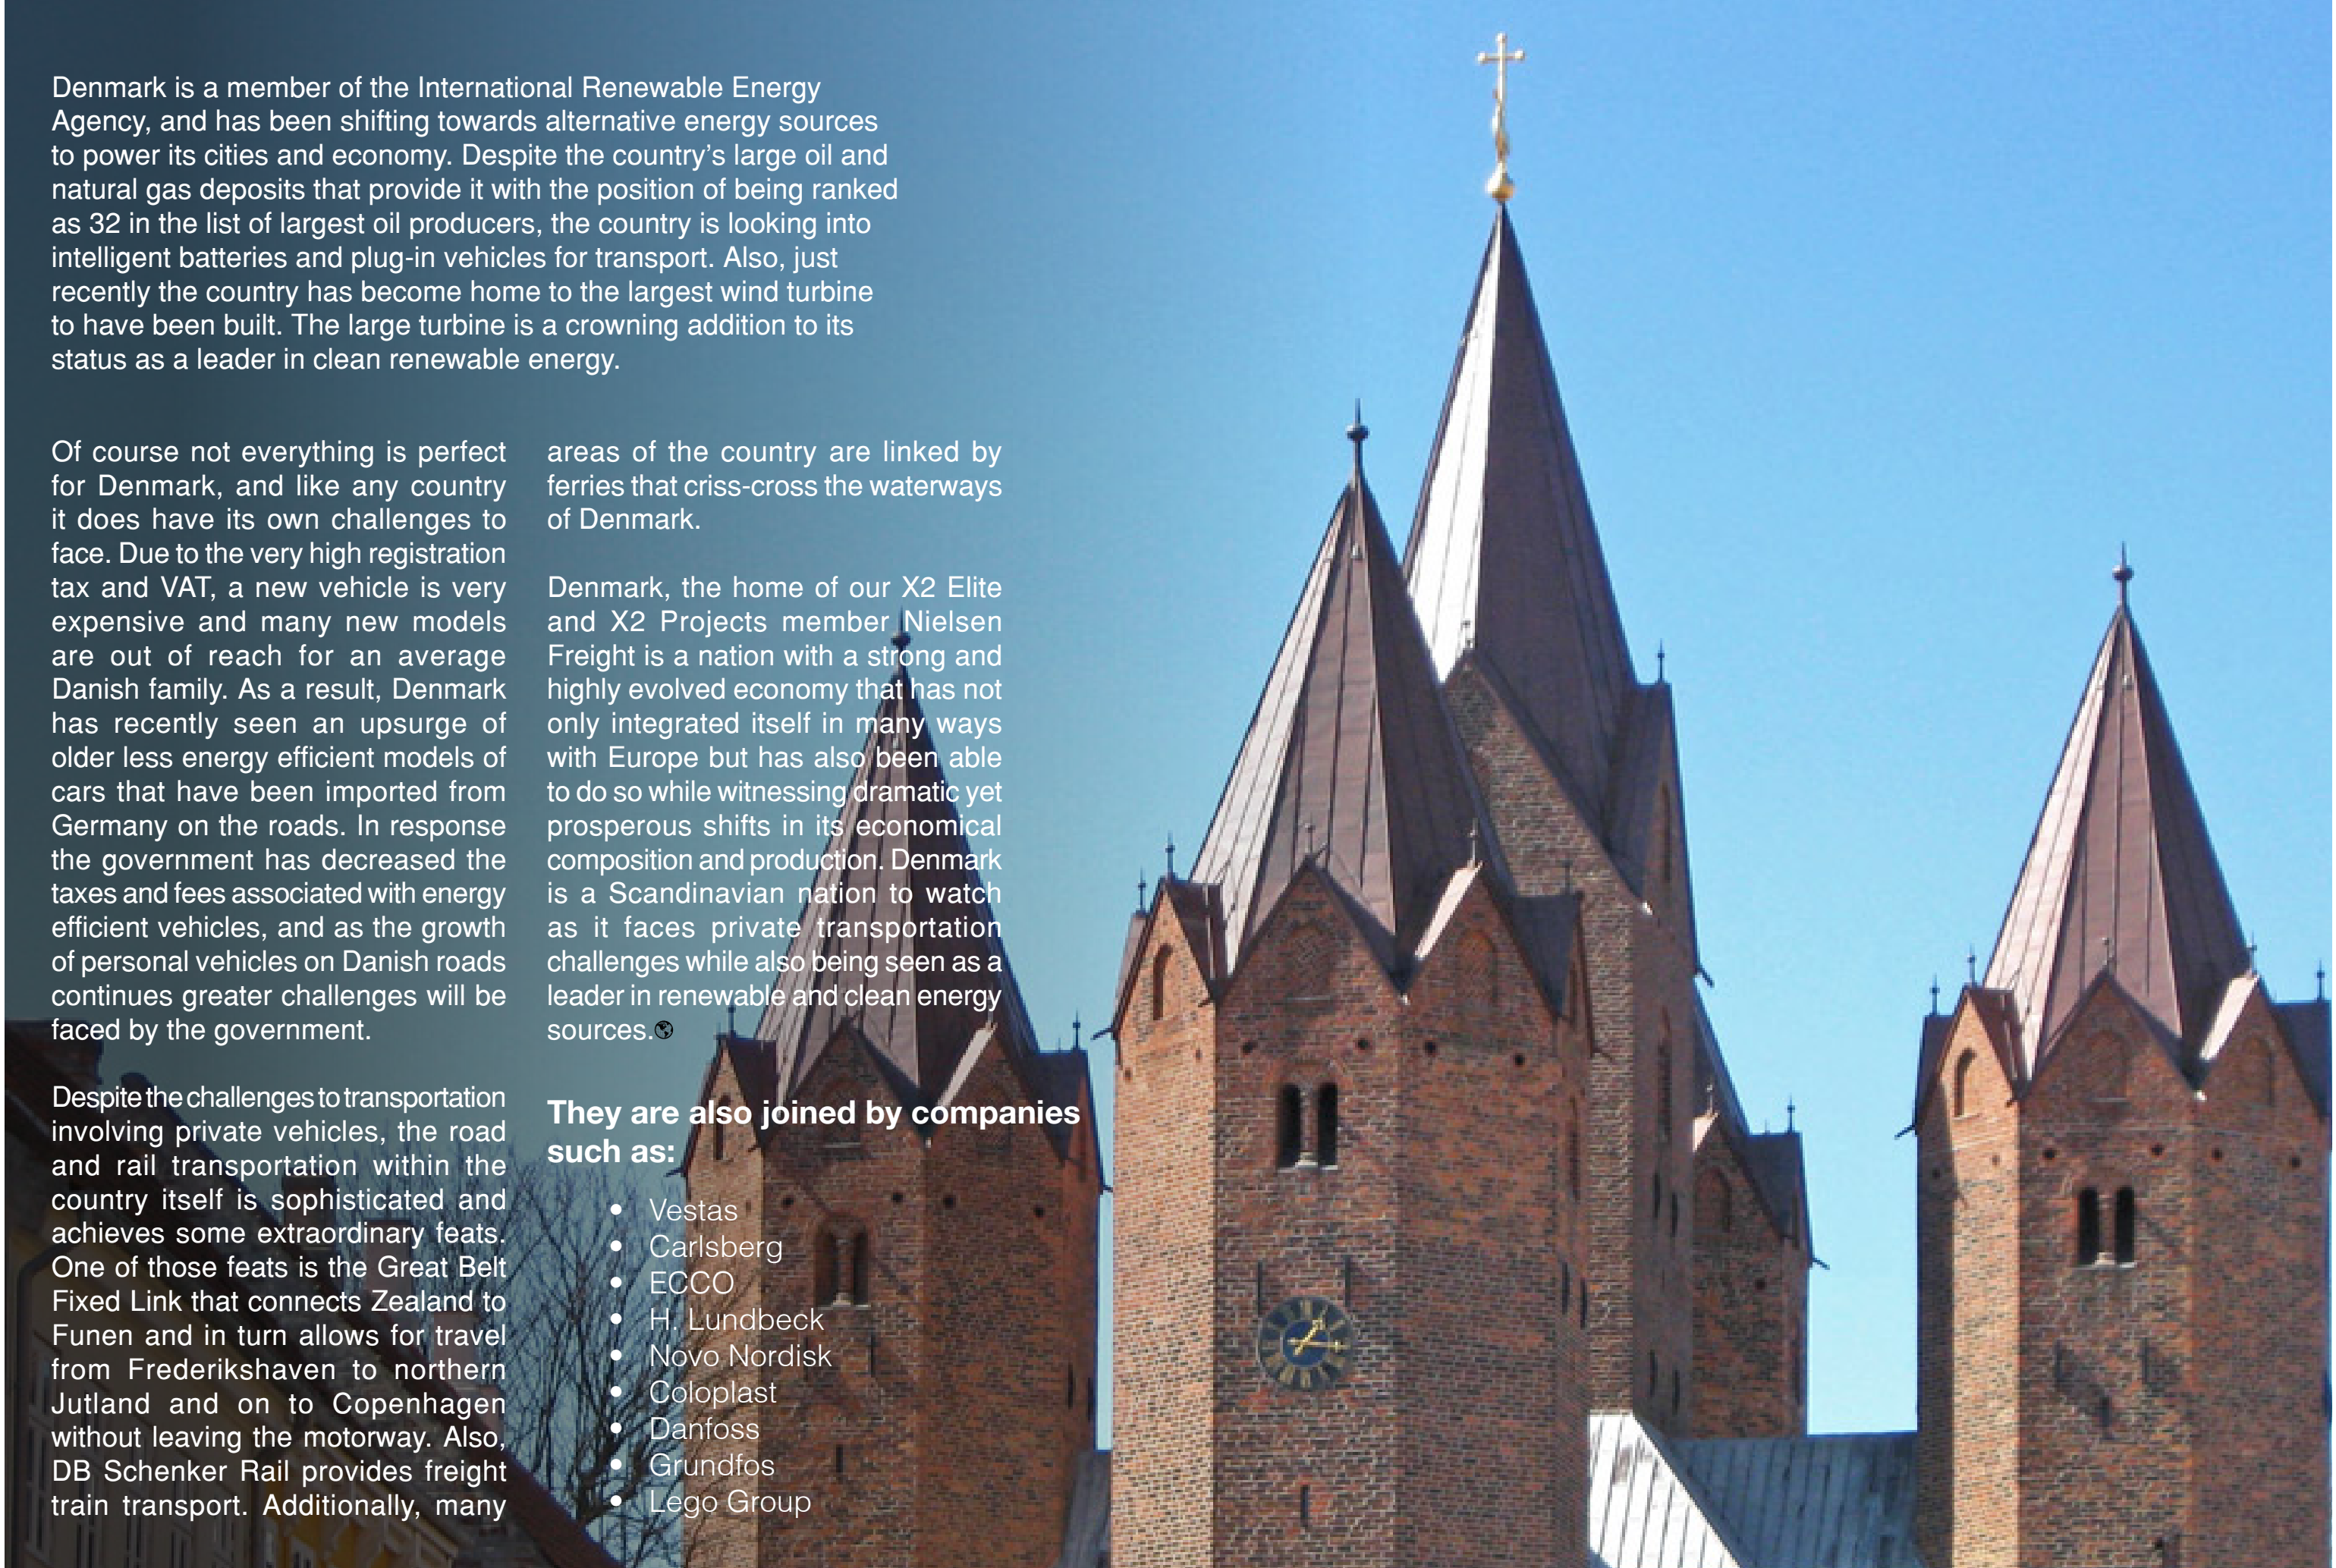 Denmark is a member of the International Renewable Energy
Agency, and has been shifting towards alternative energy sources
to power its cities and economy. Despite the country’s large oil and
natural gas deposits that provide it with the position of being ranked
as 32 in the list of largest oil producers, the country is looking into
intelligent batteries and plug-in vehicles for transport. Also, just
recently the country has become home to the largest wind turbine
to have been built. The large turbine is a crowning addition to its
status as a leader in clean renewable energy.
Of course not everything is perfect
for Denmark, and like any country
it does have its own challenges to
face. Due to the very high registration
tax and VAT, a new vehicle is very
expensive and many new models
are out of reach for an average
Danish family. As a result, Denmark
has recently seen an upsurge of
older less energy efficient models of
cars that have been imported from
Germany on the roads. In response
the government has decreased the
taxes and fees associated with energy
efficient vehicles, and as the growth
of personal vehicles on Danish roads
continues greater challenges will be
faced by the government.
Despite the challenges to transportation
involving private vehicles, the road
and rail transportation within the
country itself is sophisticated and
achieves some extraordinary feats.
One of those feats is the Great Belt
Fixed Link that connects Zealand to
Funen and in turn allows for travel
from Frederikshaven to northern
Jutland and on to Copenhagen
without leaving the motorway. Also,
DB Schenker Rail provides freight
train transport. Additionally, many
areas of the country are linked by
ferries that criss-cross the waterways
of Denmark.
Denmark, the home of our X2 Elite
and X2 Projects member Nielsen
Freight is a nation with a strong and
highly evolved economy that has not
only integrated itself in many ways
with Europe but has also been able
to do so while witnessing dramatic yet
prosperous shifts in its economical
composition and production. Denmark
is a Scandinavian nation to watch
as it faces private transportation
challenges while also being seen as a
leader in renewable and clean energy
sources.
They are also joined by companies
such as:
• Vestas
• Carlsberg
• ECCO
• H. Lundbeck
• Novo Nordisk
• Coloplast
• Danfoss
• Grundfos
• Lego Group